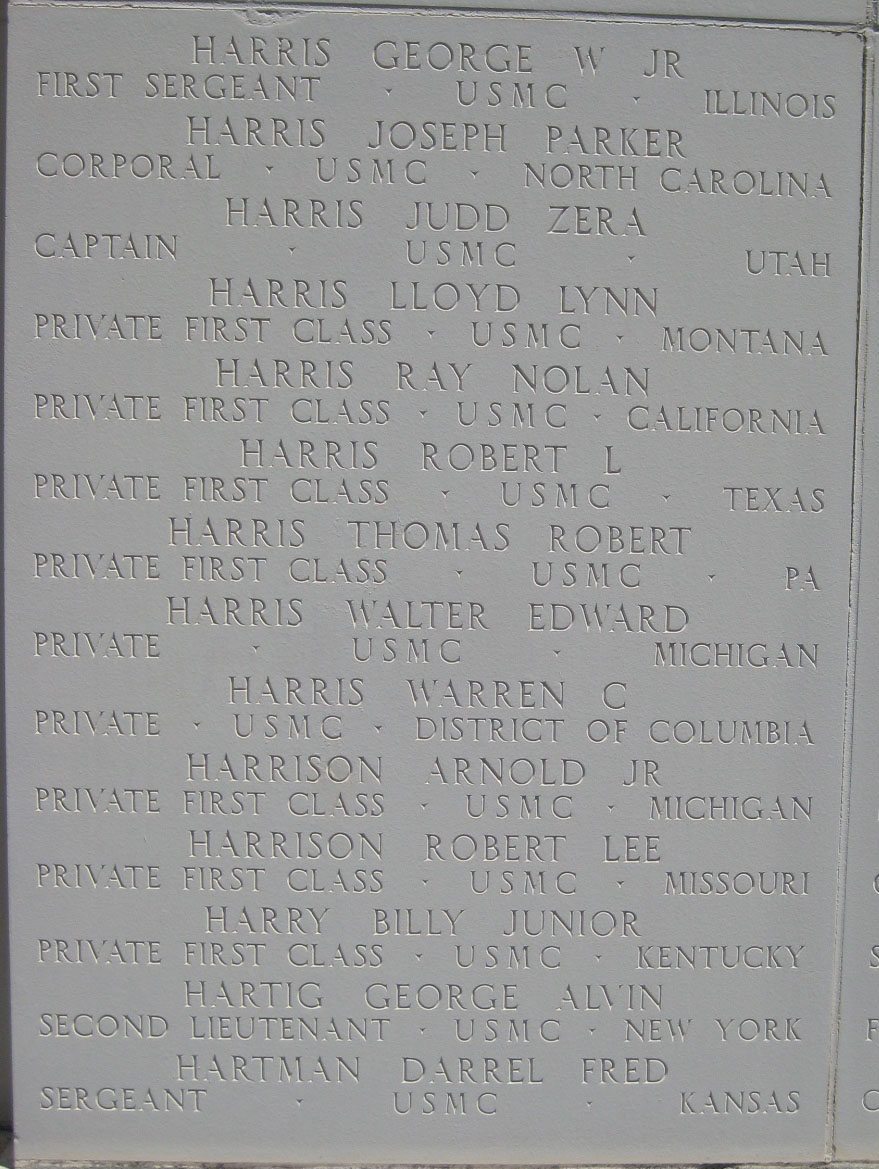 HARRIS GEORGE W JR
FIRST SERGEANT · USMC · ILLINOIS
HARRIS JOSEPH PARKER
CORPORAL · USMC · NORTH CAROLINA
HARRIS JUDD ZERA
CAPTAIN · USMC · UTAH
HARRIS LLOYD LYNN
PRIVATE FIRST CLASS · USMC · MONTANA
HARRIS RAY NOLAN
PRIVATE FIRST CLASS · USMC · CALIFORNIA
HARRIS ROBERT L
PRIVATE FIRST CLASS · USMC · TEXAS
HARRIS THOMAS ROBERT
PRIVATE FIRST CLASS · USMC · PA
HARRIS WALTER EDWARD
PRIVATE · USMC · MICHIGAN
HARRIS WARREN C
PRIVATE · USMC · DISTRICT OF COLUMBIA
HARRISON ARNOLD JR
PRIVATE FIRST CLASS · USMC · MICHIGAN
HARRISON ROBERT LEE
PRIVATE FIRST CLASS · USMC · MISSOURI
HARRY BILLY JUNIOR
PRIVATE FIRST CLASS · USMC · KENTUCKY
HARTIG GEORGE ALVIN
SECOND LIEUTENANT · USMC · NEW YORK
HARTMAN DARREL FRED
SERGEANT · USMC · KANSAS